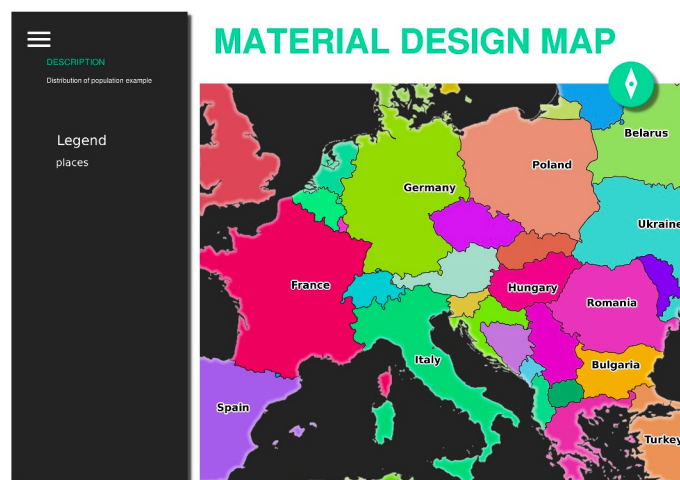 MATERIAL DESIGN MAP
DESCRIPTION
Distribution of population example
Legend
places
Belarus
Poland
Germany
Ukraine
France
Hungary
Romania
Italy
Bulgaria
Spain
Turkey